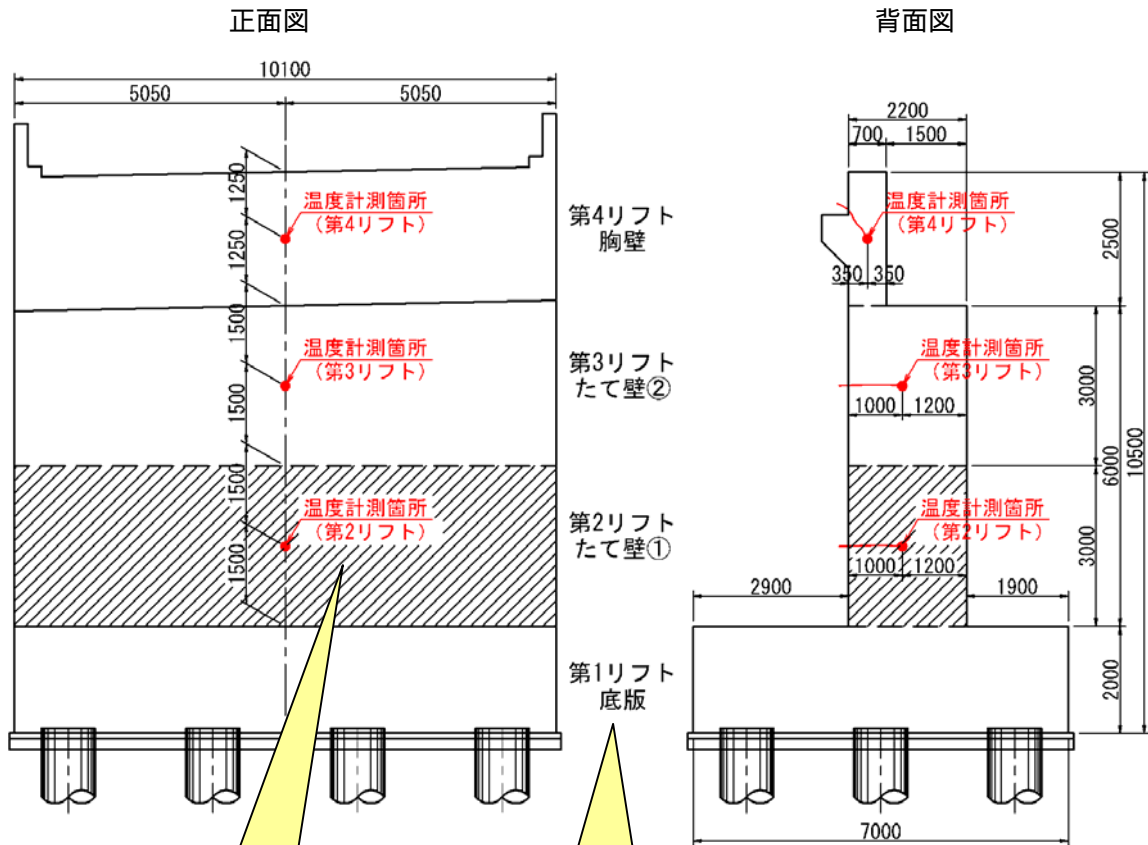 正面図
背面図
10100
5050
5050
1250
1250
1500
1500
1500
1500
温度計測箇所
(第4リフト)
温度計測箇所
(第3リフト)
温度計測箇所
(第2リフト)
第4リフト
胸壁
第3リフト
たて壁②
第2リフト
たて壁①
第1リフト
底版
2200
700
1500
温度計測箇所
(第4リフト)
350
350
温度計測箇所
(第3リフト)
1000
1200
温度計測箇所
(第2リフト)
1000
1200
2900
1900
2500
3000
6000
3000
10500
2000
7000